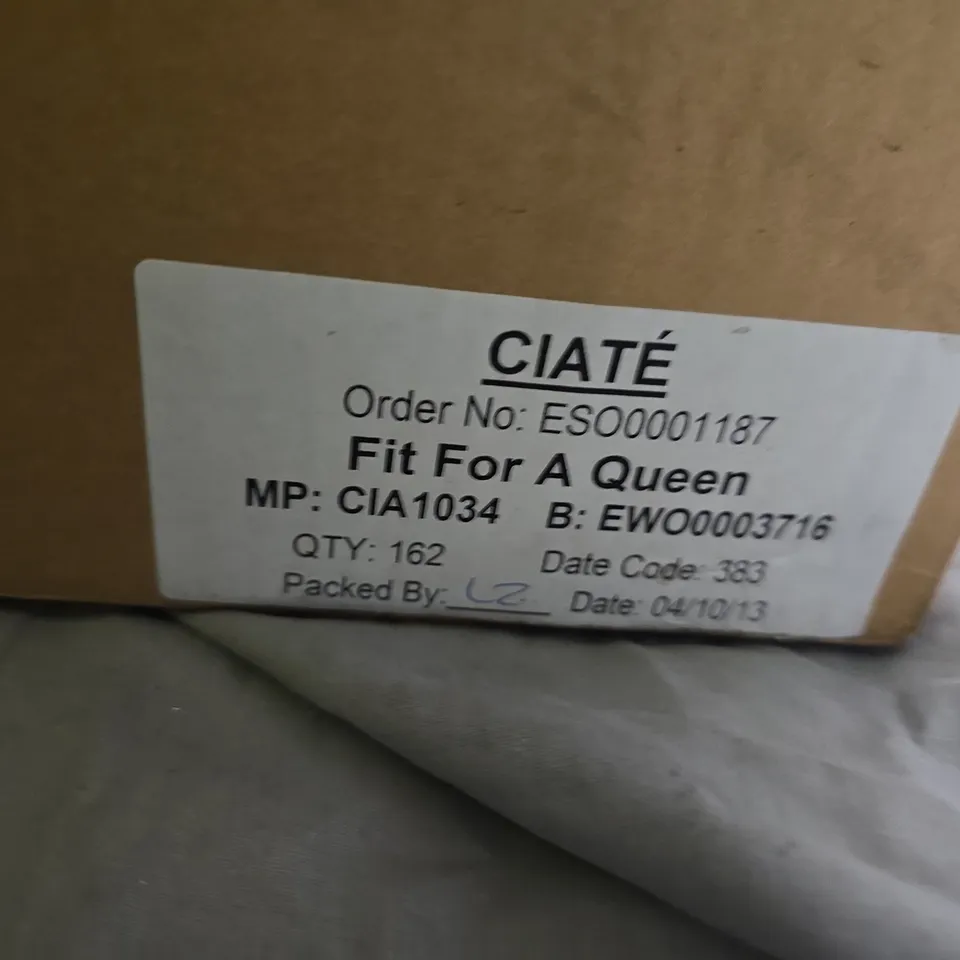 CIATÉ
Order No: ESO0001187
Fit For A Queen
MP: CIA1034 B: EWO0003716
QTY: 162 Date Code: 383
Packed By: LZ Date: 04/10/13